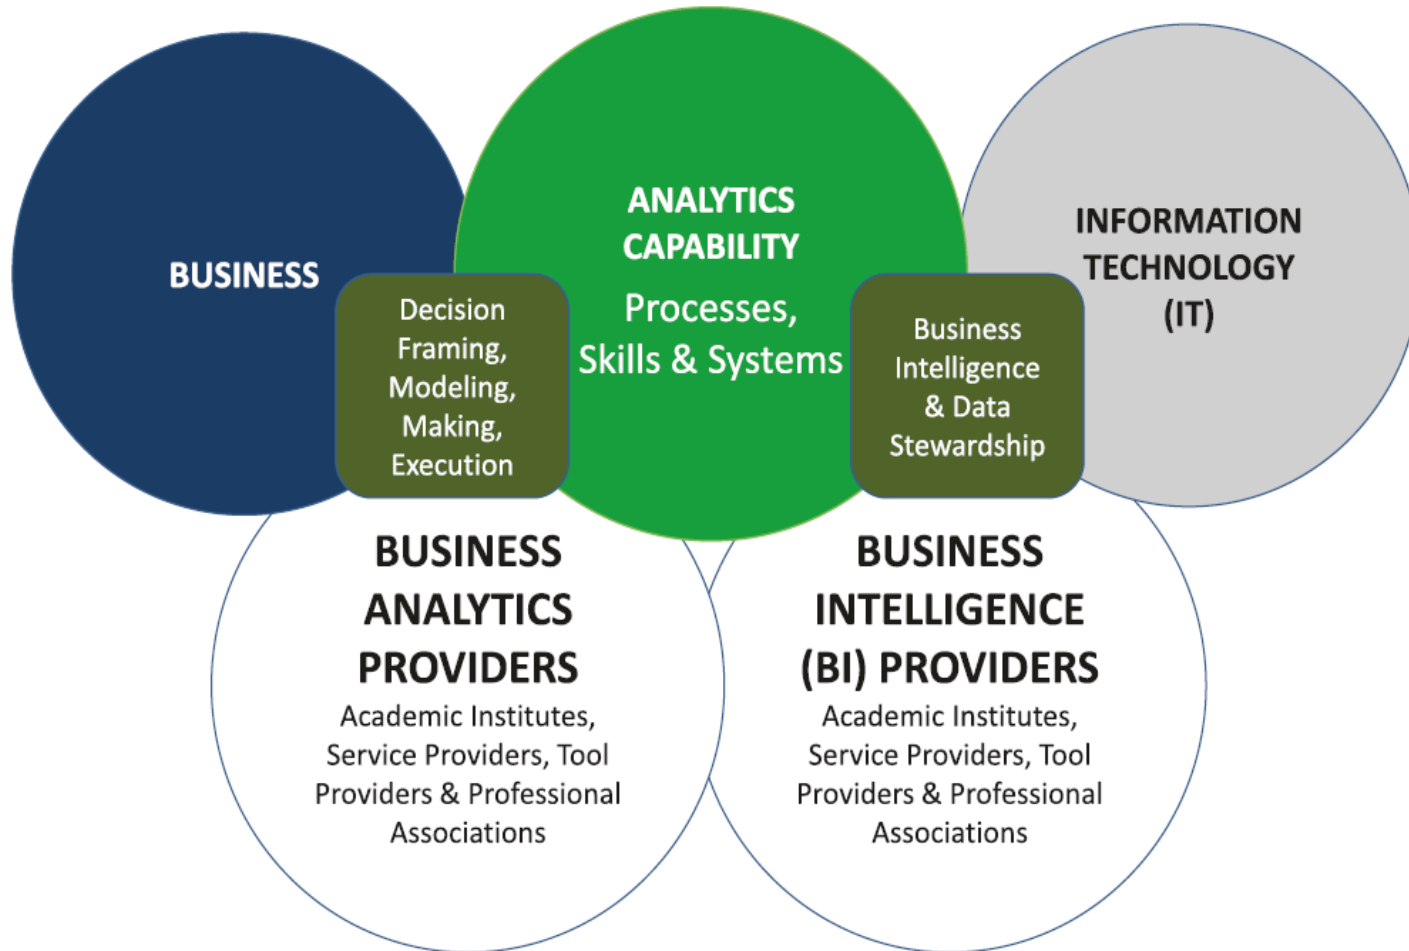 BUSINESS
Decision
Framing,
Modeling,
Making,
Execution
ANALYTICS
CAPABILITY
Processes,
Skills & Systems
Business
Intelligence
& Data
Stewardship
INFORMATION
TECHNOLOGY
(IT)
BUSINESS
ANALYTICS
PROVIDERS
Academic Institutes,
Service Providers, Tool
Providers & Professional
Associations
BUSINESS
INTELLIGENCE
(BI) PROVIDERS
Academic Institutes,
Service Providers, Tool
Providers & Professional
Associations